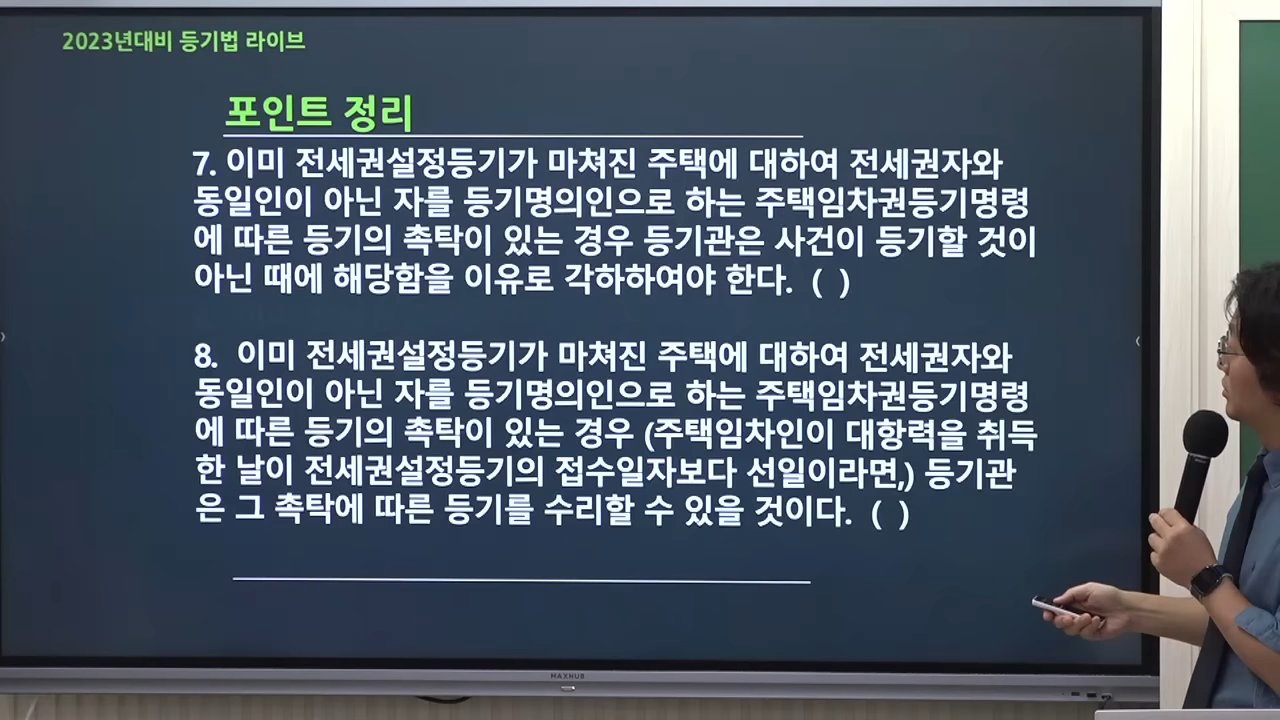 2023년대비 등기법 라이브
포인트 정리
7. 이미 전세권설정등기가 마쳐진 주택에 대하여 전세권자와
동일인이 아닌 자를 등기명의인으로 하는 주택임차권등기명령
에 따른 등기의 촉탁이 있는 경우 등기관은 사건이 등기할 것이
아닌 때에 해당함을 이유로 각하하여야 한다. ( )
8. 이미 전세권설정등기가 마쳐진 주택에 대하여 전세권자와
동일인이 아닌 자를 등기명의인으로 하는 주택임차권등기명령
에 따른 등기의 촉탁이 있는 경우 (주택임차인이 대항력을 취득
한 날이 전세권설정등기의 접수일자보다 선일이라면,) 등기관
은 그 촉탁에 따른 등기를 수리할 수 있을 것이다. ( )
MAXHUB